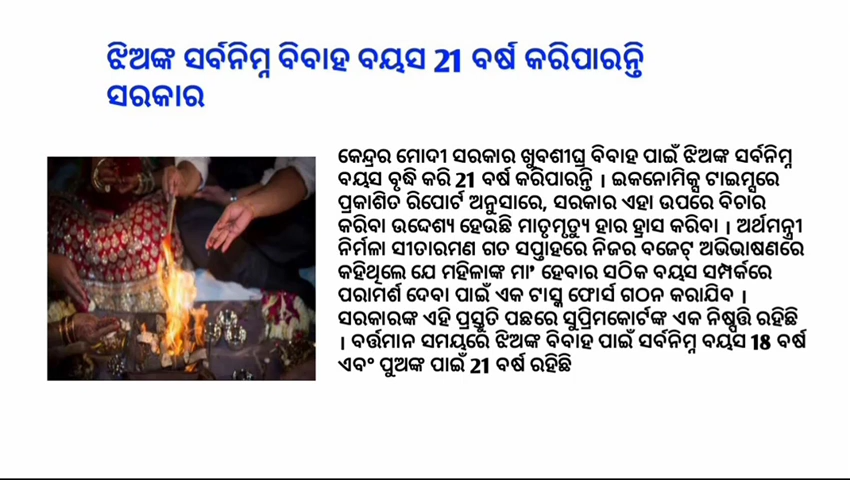 ଝିଅଙ୍କ ସର୍ବନିମ୍ନ ବିବାହ ବୟସ 21 ବର୍ଷ କରିପାରନ୍ତି
ସରକାର
କେନ୍ଦ୍ରର ମୋଦୀ ସରକାର ଖୁବଶୀଘ୍ର ବିବାହ ପାଇଁ ଝିଅଙ୍କ ସର୍ବନିମ୍ନ
ବୟସ ବୃଦ୍ଧି କରି 21 ବର୍ଷ କରିପାରନ୍ତି । ଇକନୋମିକ୍ସ ଟାଇମ୍ସରେ
ପ୍ରକାଶିତ ରିପୋର୍ଟ ଅନୁସାରେ, ସରକାର ଏହା ଉପରେ ବିଚାର
କରିବା ଉଦ୍ଦେଶ୍ୟ ହେଉଛି ମାତୃମୃତ୍ୟୁ ହାର ହ୍ରାସ କରିବା । ଅର୍ଥମନ୍ତ୍ରୀ
ନିର୍ମଳା ସୀତାରମଣ ଗତ ସପ୍ତାହରେ ନିଜର ବଜେଟ୍ ଅଭିଭାଷଣରେ
କହିଥିଲେ ଯେ ମହିଳାଙ୍କ ମା’ ହେବାର ସଠିକ ବୟସ ସମ୍ପର୍କରେ
ପରାମର୍ଶ ଦେବା ପାଇଁ ଏକ ଟାସ୍କ ଫୋର୍ସ ଗଠନ କରାଯିବ ।
ସରକାରଙ୍କ ଏହି ପ୍ରସ୍ତୁତି ପଛରେ ସୁପ୍ରିମକୋର୍ଟଙ୍କ ଏକ ନିଷ୍ପତ୍ତି ରହିଛି
। ବର୍ତ୍ତମାନ ସମୟରେ ଝିଅଙ୍କ ବିବାହ ପାଇଁ ସର୍ବନିମ୍ନ ବୟସ 18 ବର୍ଷ
ଏବଂ ପୁଅଙ୍କ ପାଇଁ 21 ବର୍ଷ ରହିଛି